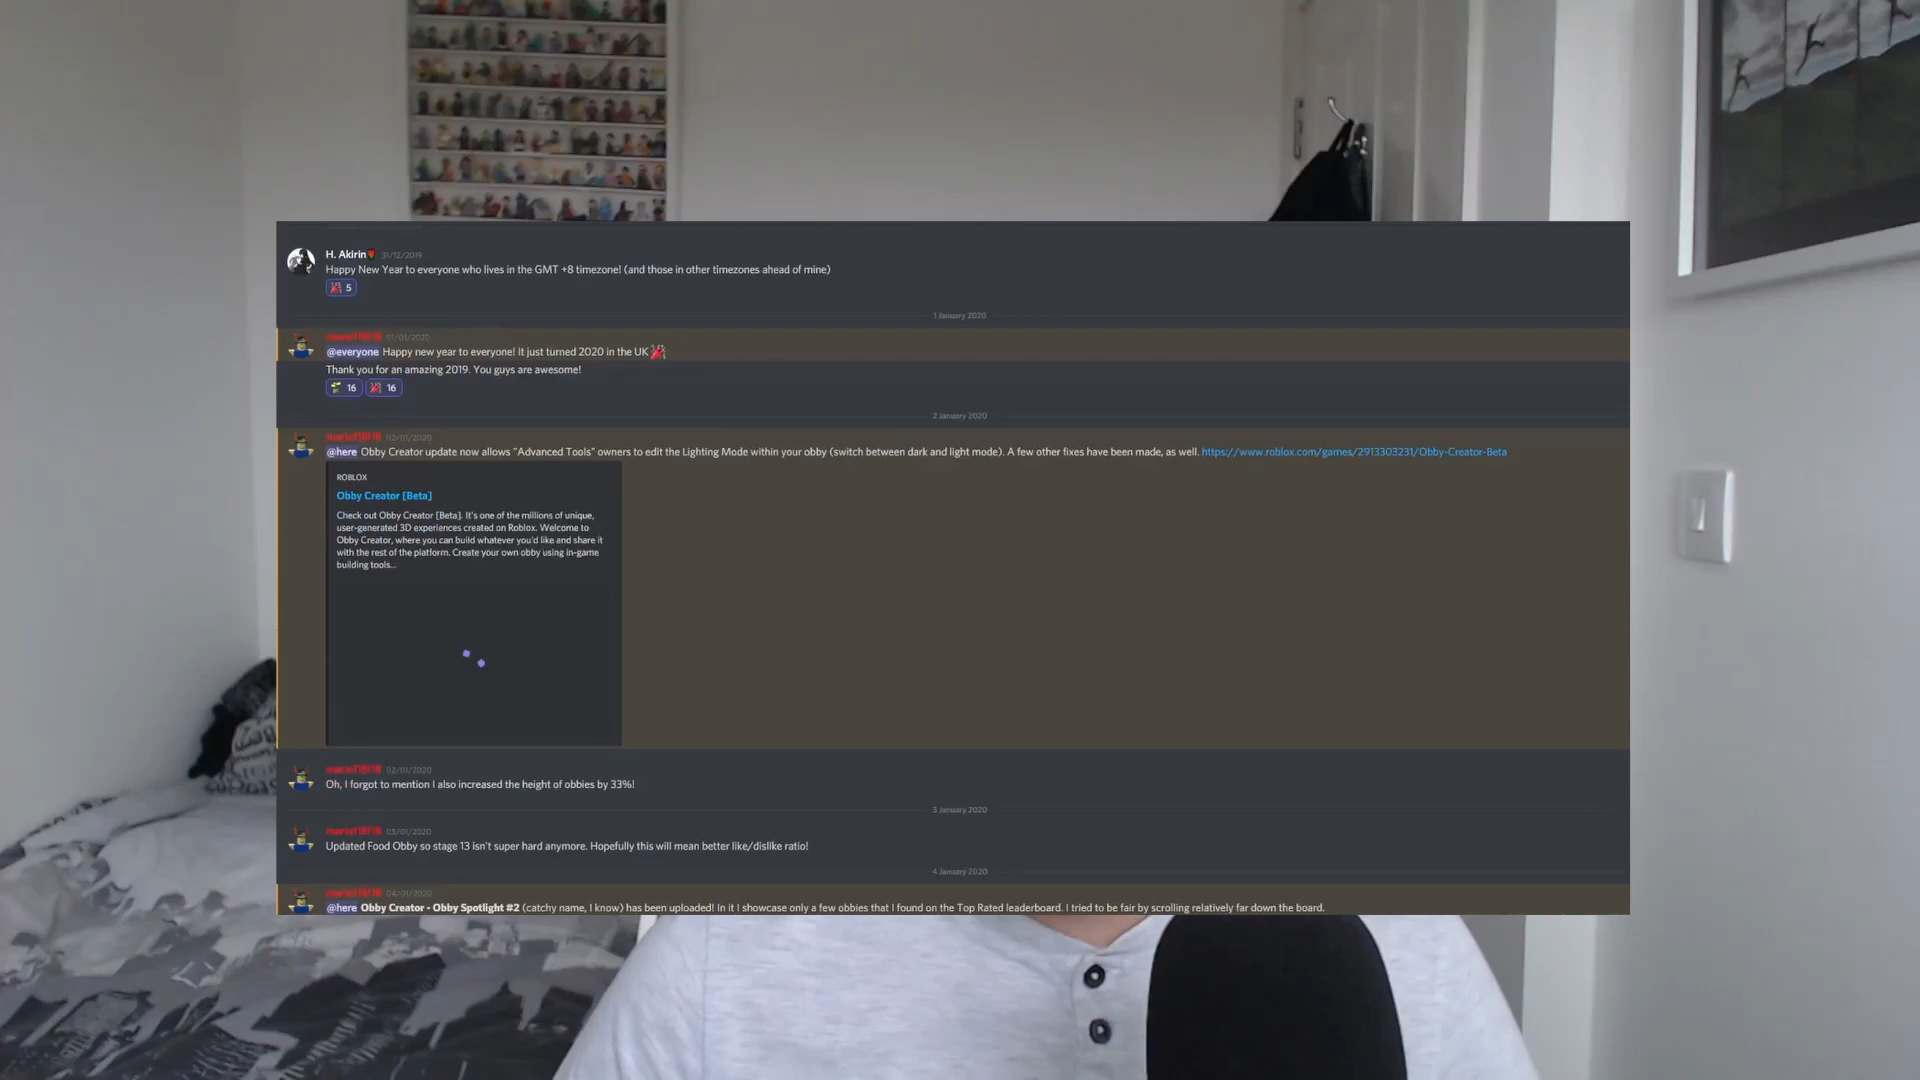 H. Akirin 31/12/2019
Happy New Year to everyone who lives in the GMT +8 timezone! (and those in other timezones ahead of mine)
5
1 January 2020
01/01/2020
@everyone Happy new year to everyone! It just turned 2020 in the UK
Thank you for an amazing 2019. You guys are awesome!
16 16
2 January 2020
02/01/2020
@here Obby Creator update now allows "Advanced Tools" owners to edit the Lighting Mode within your obby (switch between dark and light mode). A few other fixes have been made, as well. https://www.roblox.com/games/2913303231/Obby-Creator-Beta
ROBLOX
Obby Creator [Beta]
Check out Obby Creator [Beta]. It's one of the millions of unique,
user-generated 3D experiences created on Roblox. Welcome to
Obby Creator, where you can build whatever you'd like and share it
with the rest of the platform. Create your own obby using in-game
building tools...
02/01/2020
Oh, I forgot to mention I also increased the height of obbies by 33%!
3 January 2020
03/01/2020
Updated Food Obby so stage 13 isn't super hard anymore. Hopefully this will mean better like/dislike ratio!
4 January 2020
04/01/2020
@here Obby Creator - Obby Spotlight #2 (catchy name, I know) has been uploaded! In it I showcase only a few obbies that I found on the Top Rated leaderboard. I tried to be fair by scrolling relatively far down the board.